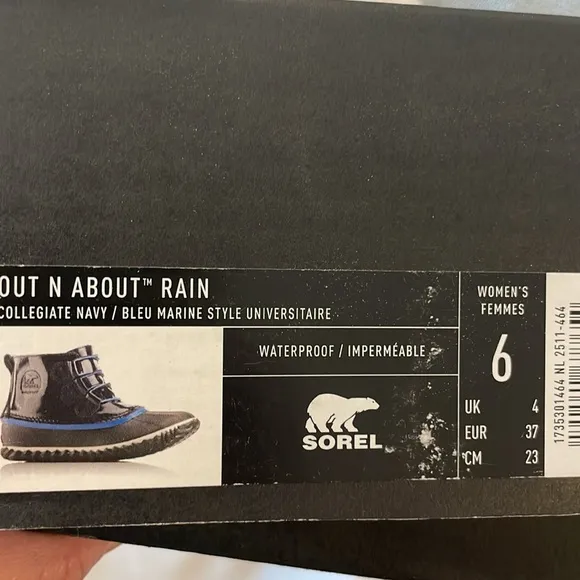 OUT N ABOUT™ RAIN
COLLEGIATE NAVY / BLEU MARINE STYLE UNIVERSITAIRE
WATERPROOF / IMPERMÉABLE
SOREL
WOMEN'S
FEMMES
6
UK 4
EUR 37
CM 23
1735301464 NL 2511-464